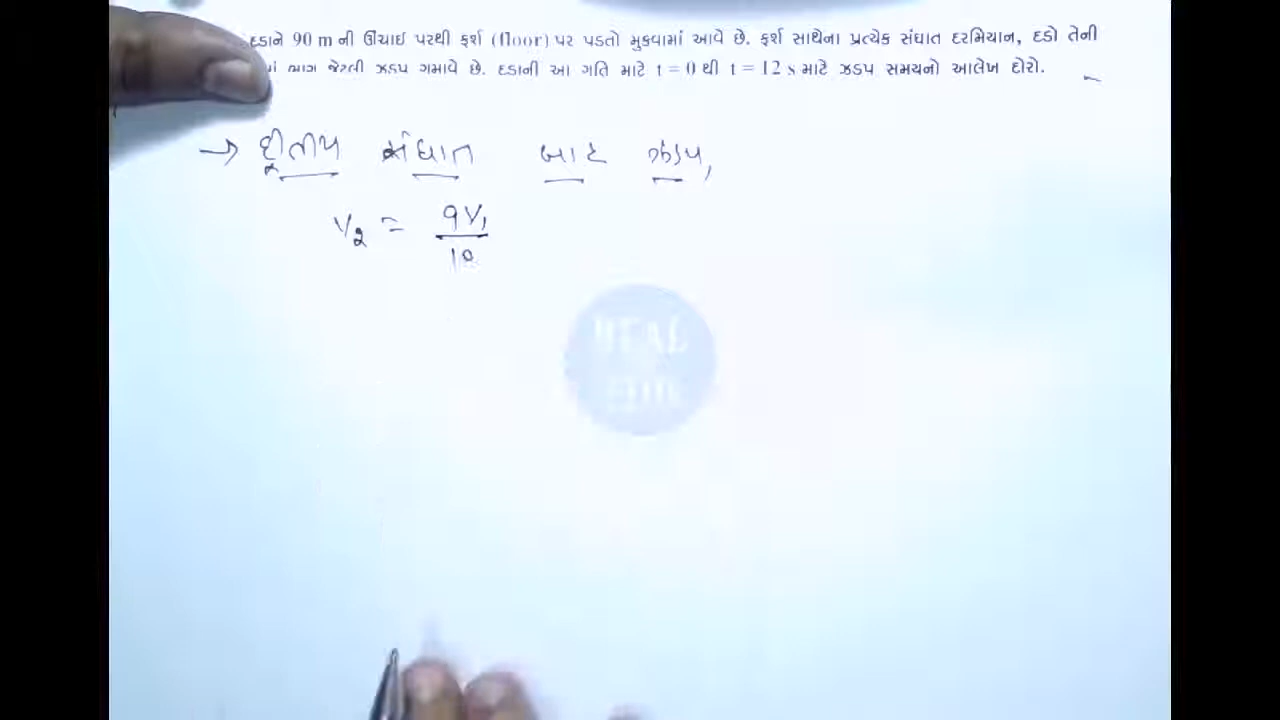 દડાને 90 m ની ઊંચાઈ પરથી ફર્શ (floor) પર પડતો મુકવામાં આવે છે. ફર્શ સાથેના પ્રત્યેક સંઘાત દરમિયાન, દડો તેની
ભાગ જેટલી ઝડપ ગમાવે છે. દડાની આ ગતિ માટે t = 0 થી t = 12 s માટે ઝડપ સમયનો આલેખ દોરો.
→ દ્વીતીય સંઘાત બાદ ઝડપ,
V₂ = 9V₁
10